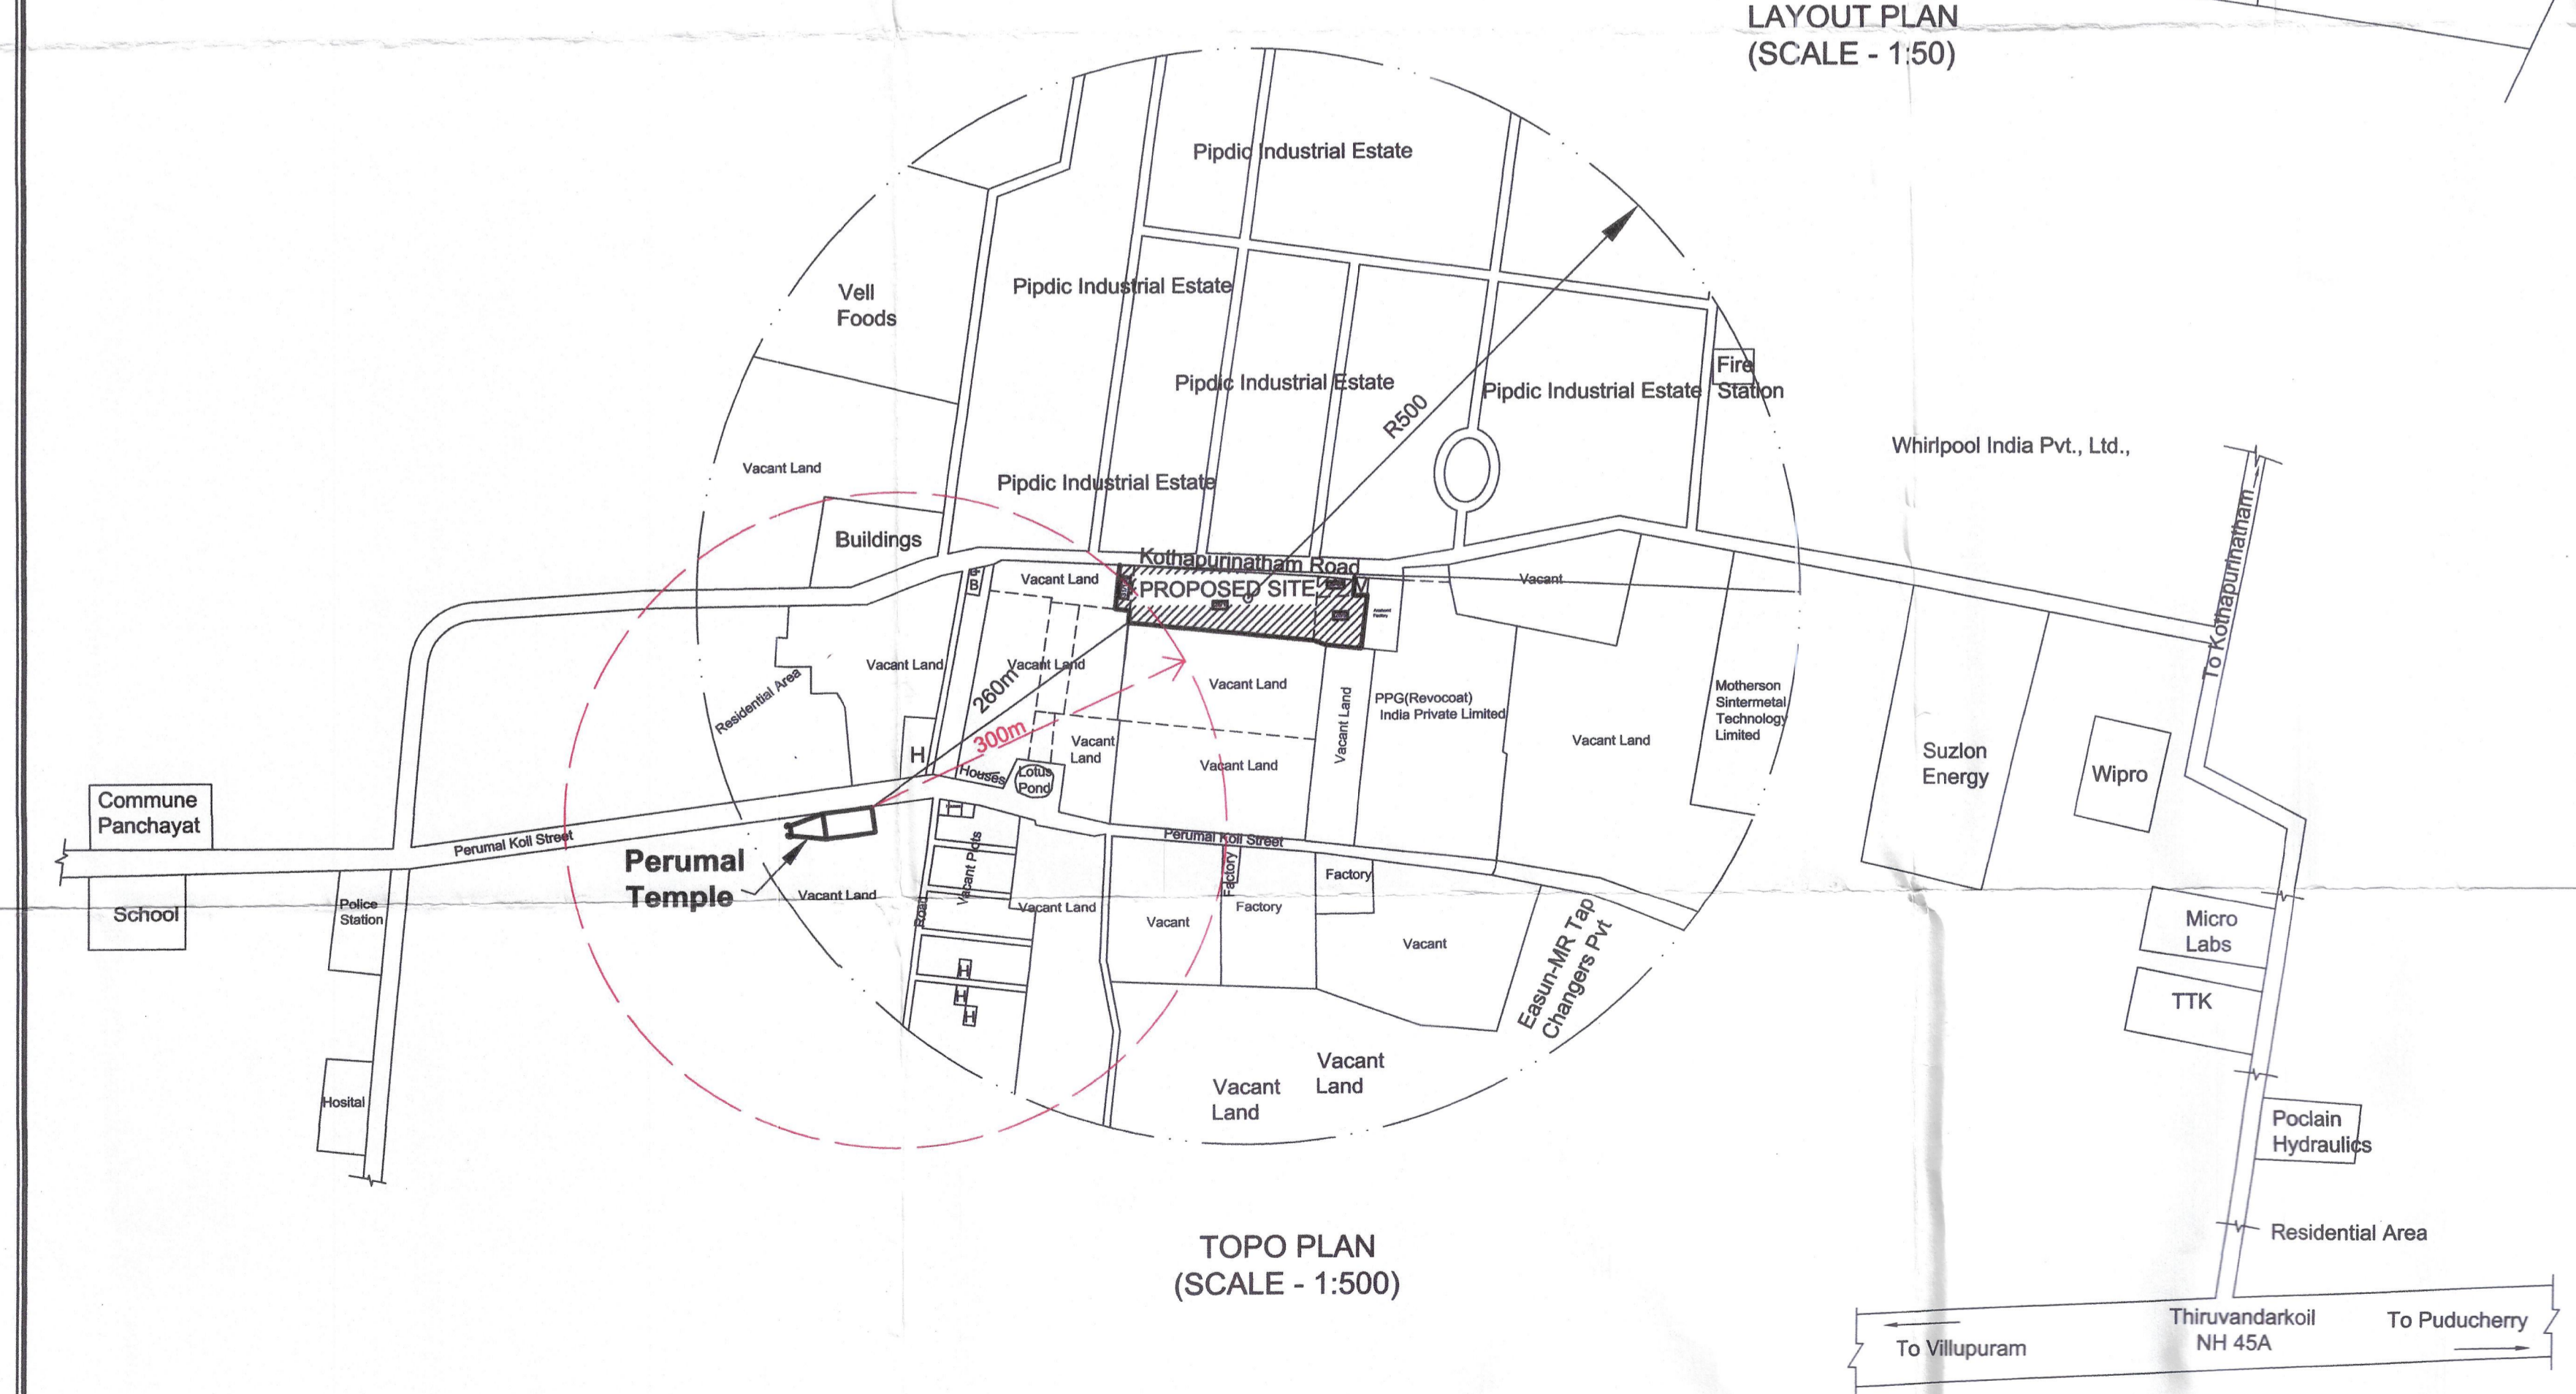 LAYOUT PLAN
(SCALE - 1:50)
Pipdic Industrial Estate
Pipdic Industrial Estate
Vell
Foods
Pipdic Industrial Estate
Pipdic Industrial Estate
Fire
Station
R500
Whirlpool India Pvt., Ltd.,
Vacant Land
Pipdic Industrial Estate
To Kothapurinatham
Buildings
Kothapurinatham Road
B
Vacant Land
PROPOSED SITE
Vacant
Vacant Land
Vacant Land
Residential Area
260m
Vacant Land
Vacant Land
PPG(Revocoat)
India Private Limited
Motherson
Sintermetal
Technology
Limited
300m
H
Vacant
Land
Vacant Land
Vacant Land
Suzlon
Energy
Wipro
Houses
Lotus
Pond
Commune
Panchayat
Perumal Koil Street
Perumal Koil Street
Perumal
Temple
Vacant Land
Vacant Plots
Road
Vacant Land
Vacant
Factory
Factory
Factory
Vacant
Easun-MR Tap
Changers Pvt
School
Police
Station
Micro
Labs
H
H
H
TTK
Vacant
Land
Vacant
Land
Hosital
Poclain
Hydraulics
TOPO PLAN
(SCALE - 1:500)
Residential Area
To Villupuram
Thiruvandarkoil
NH 45A
To Puducherry